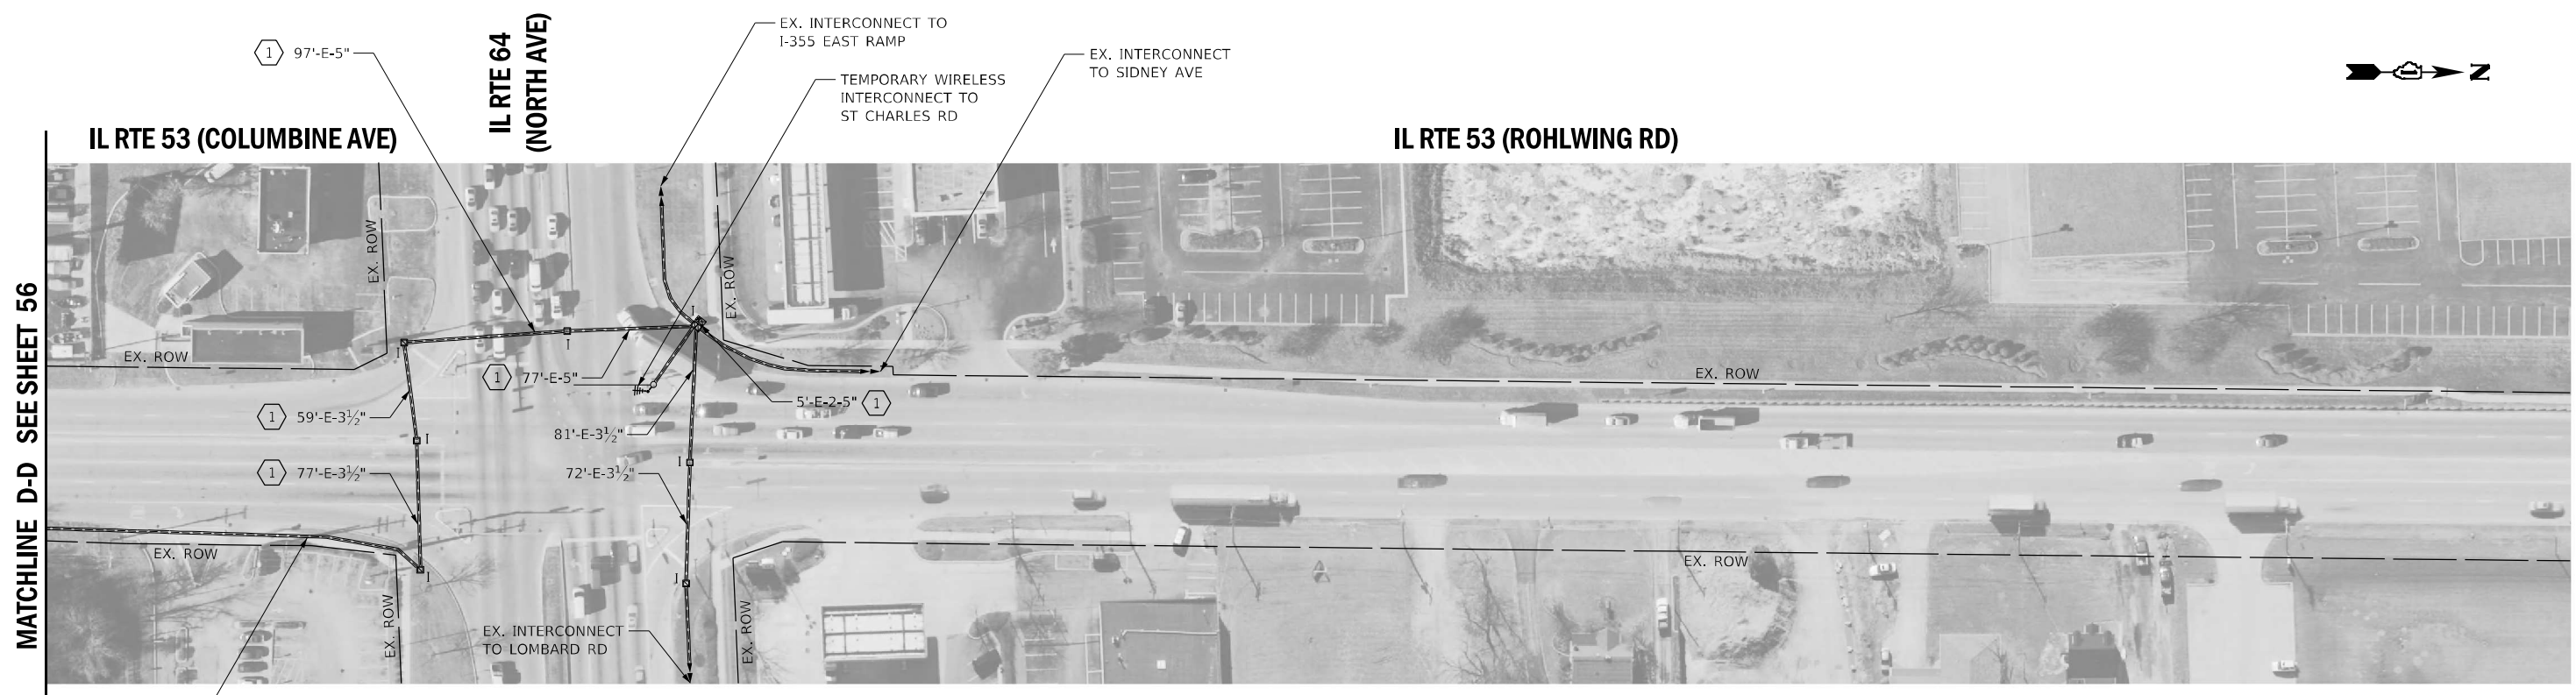 EX. INTERCONNECT TO
I-355 EAST RAMP
1 97'-E-5"
IL RTE 64
(NORTH AVE)
EX. INTERCONNECT
TO SIDNEY AVE
TEMPORARY WIRELESS
INTERCONNECT TO
ST CHARLES RD
N
IL RTE 53 (COLUMBINE AVE)
IL RTE 53 (ROHLWING RD)
EX. ROW
EX. ROW
MATCHLINE D-D SEE SHEET 56
I
I
I
EX. ROW
EX. ROW
1 77'-E-5"
5'-E-2-5" 1
1 59'-E-3½"
81'-E-3½"
I
I
1 77'-E-3½"
72'-E-3½"
EX. ROW
EX. ROW
I
I
EX. ROW
EX. ROW
EX. INTERCONNECT
TO LOMBARD RD